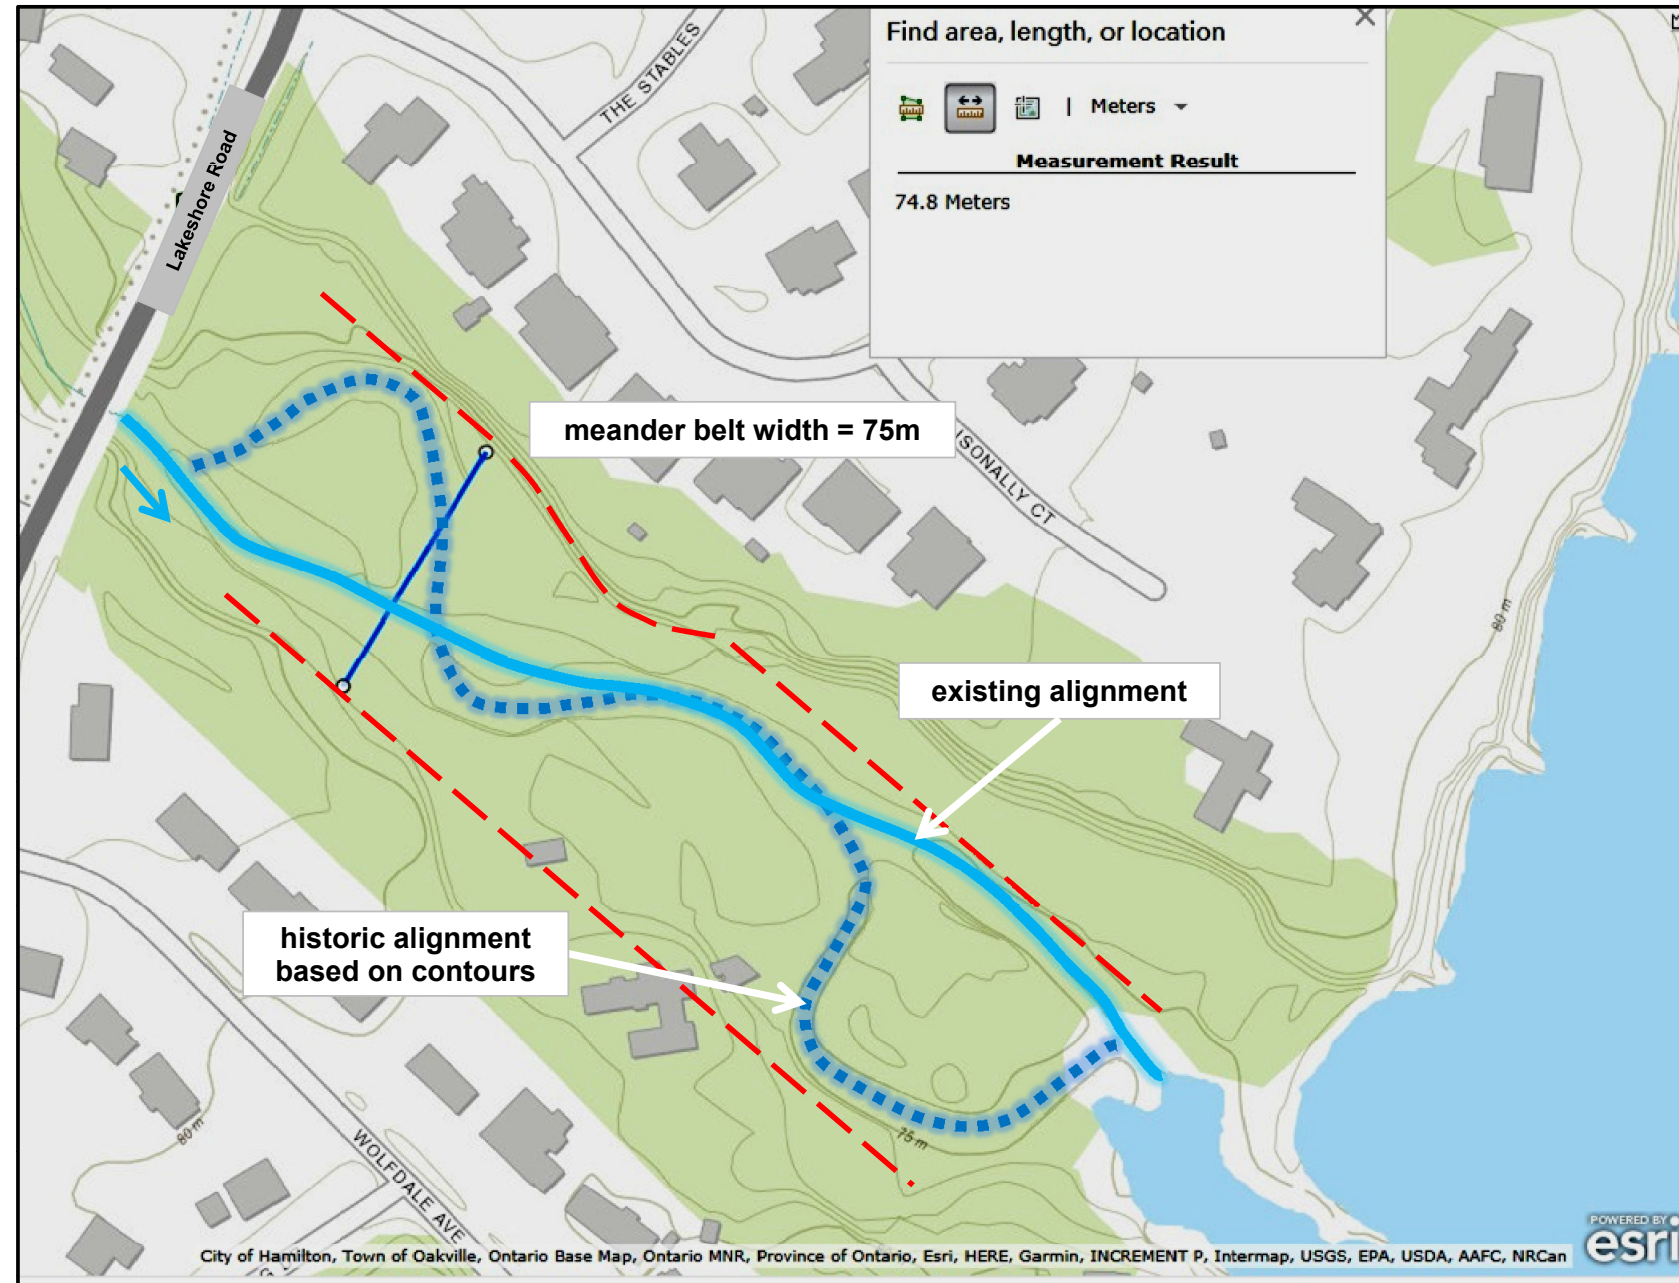 Find area, length, or location
Meters
Measurement Result
74.8 Meters
THE STABLES
Lakeshore Road
meander belt width = 75m
SONALLY CT
existing alignment
80 m
historic alignment
based on contours
80 m
WOLFDALE AVE
75 m
POWERED BY
esri
City of Hamilton, Town of Oakville, Ontario Base Map, Ontario MNR, Province of Ontario, Esri, HERE, Garmin, INCREMENT P, Intermap, USGS, EPA, USDA, AAFC, NRCan